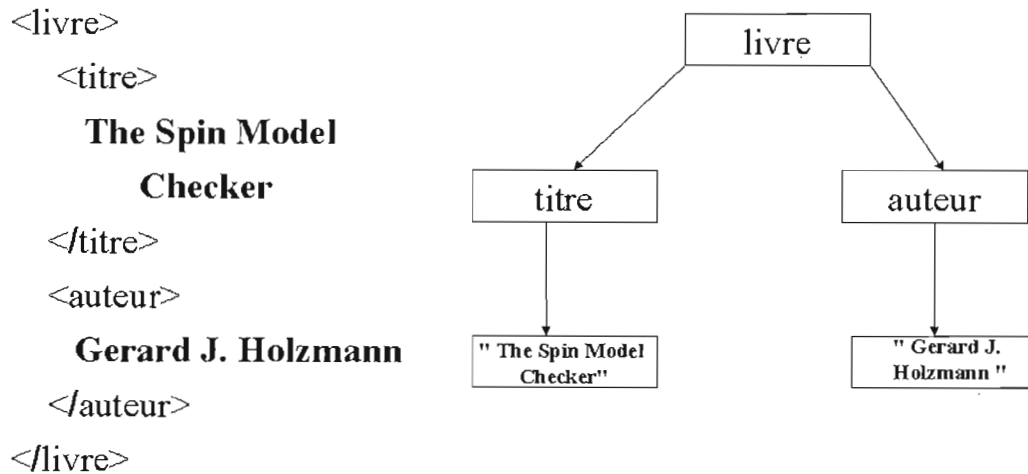 <livre>
<titre>
The Spin Model
Checker
</titre>
<auteur>
Gerard J. Holzmann
</auteur>
</livre>
livre
titre
auteur
" The Spin Model
Checker"
" Gerard J.
Holzmann "